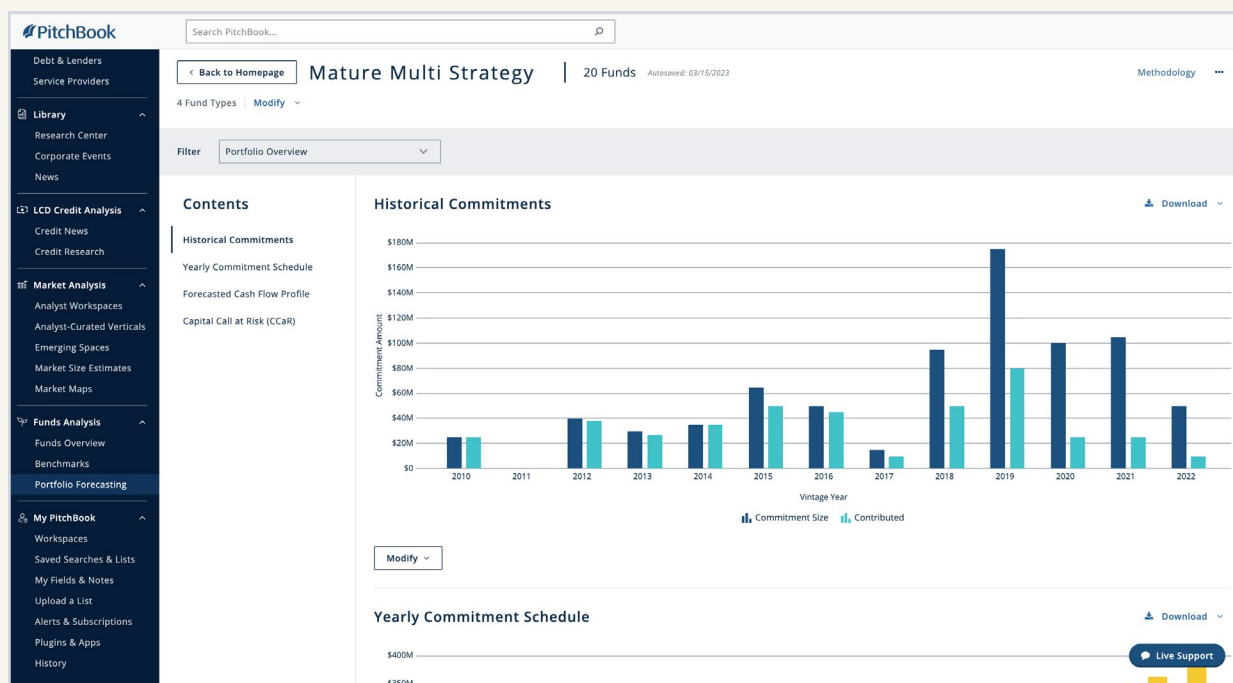 PitchBook
Search PitchBook...
Debt & Lenders
Service Providers
Library
Research Center
Corporate Events
News
LCD Credit Analysis
Credit News
Credit Research
Market Analysis
Analyst Workspaces
Analyst-Curated Verticals
Emerging Spaces
Market Size Estimates
Market Maps
Funds Analysis
Funds Overview
Benchmarks
Portfolio Forecasting
My PitchBook
Workspaces
Saved Searches & Lists
My Fields & Notes
Upload a List
Alerts & Subscriptions
Plugins & Apps
History
< Back to Homepage
Mature Multi Strategy | 20 Funds Autosaved: 03/15/2023
Methodology
4 Fund Types | Modify
Filter Portfolio Overview
Contents
Historical Commitments
Yearly Commitment Schedule
Forecasted Cash Flow Profile
Capital Call at Risk (CCaR)
Historical Commitments
Download
Commitment Amount
$180M
$160M
$140M
$120M
$100M
$80M
$60M
$40M
$20M
$0
2010 2011 2012 2013 2014 2015 2016 2017 2018 2019 2020 2021 2022
Vintage Year
Commitment Size Contributed
Modify
Yearly Commitment Schedule
Download
$400M
$350M
Live Support